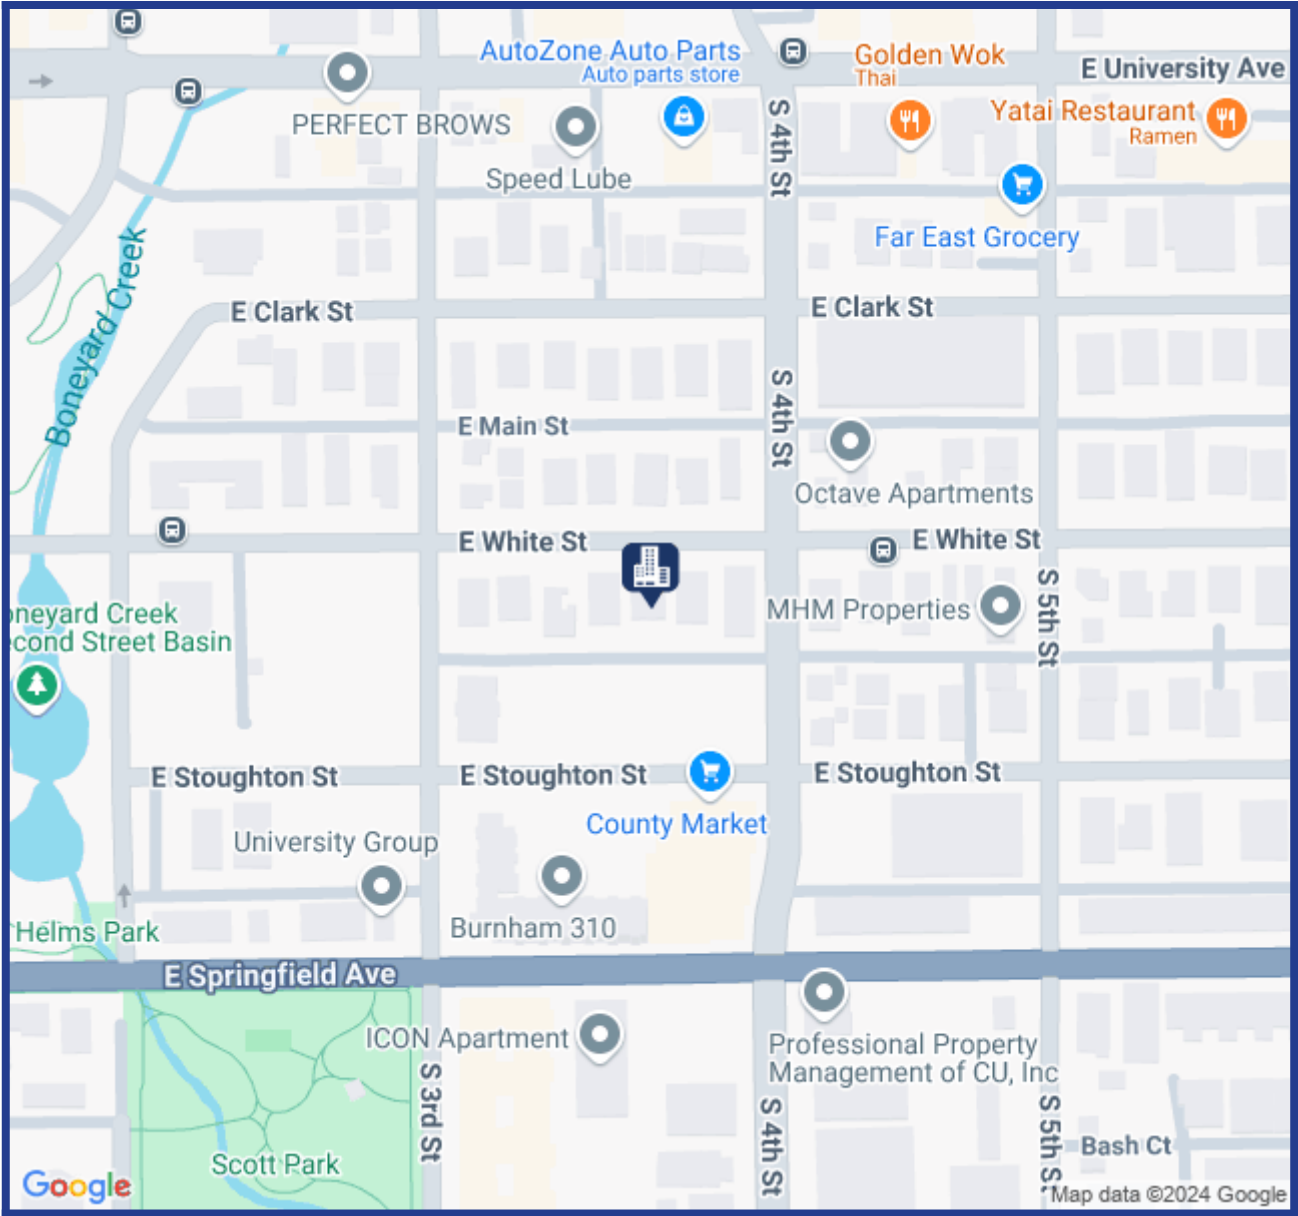 AutoZone Auto Parts
Auto parts store
Golden Wok
Thai
E University Ave
PERFECT BROWS
Yatai Restaurant
Ramen
Speed Lube
S 4th St
Far East Grocery
Boneyard Creek
E Clark St
E Clark St
S 4th St
E Main St
Octave Apartments
E White St
E White St
S 5th St
oneyard Creek
econd Street Basin
MHM Properties
E Stoughton St
E Stoughton St
E Stoughton St
County Market
University Group
Burnham 310
Helms Park
E Springfield Ave
ICON Apartment
Professional Property
Management of CU, Inc
S 3rd St
S 4th St
S 5th St
Bash Ct
Scott Park
Google
Map data ©2024 Google